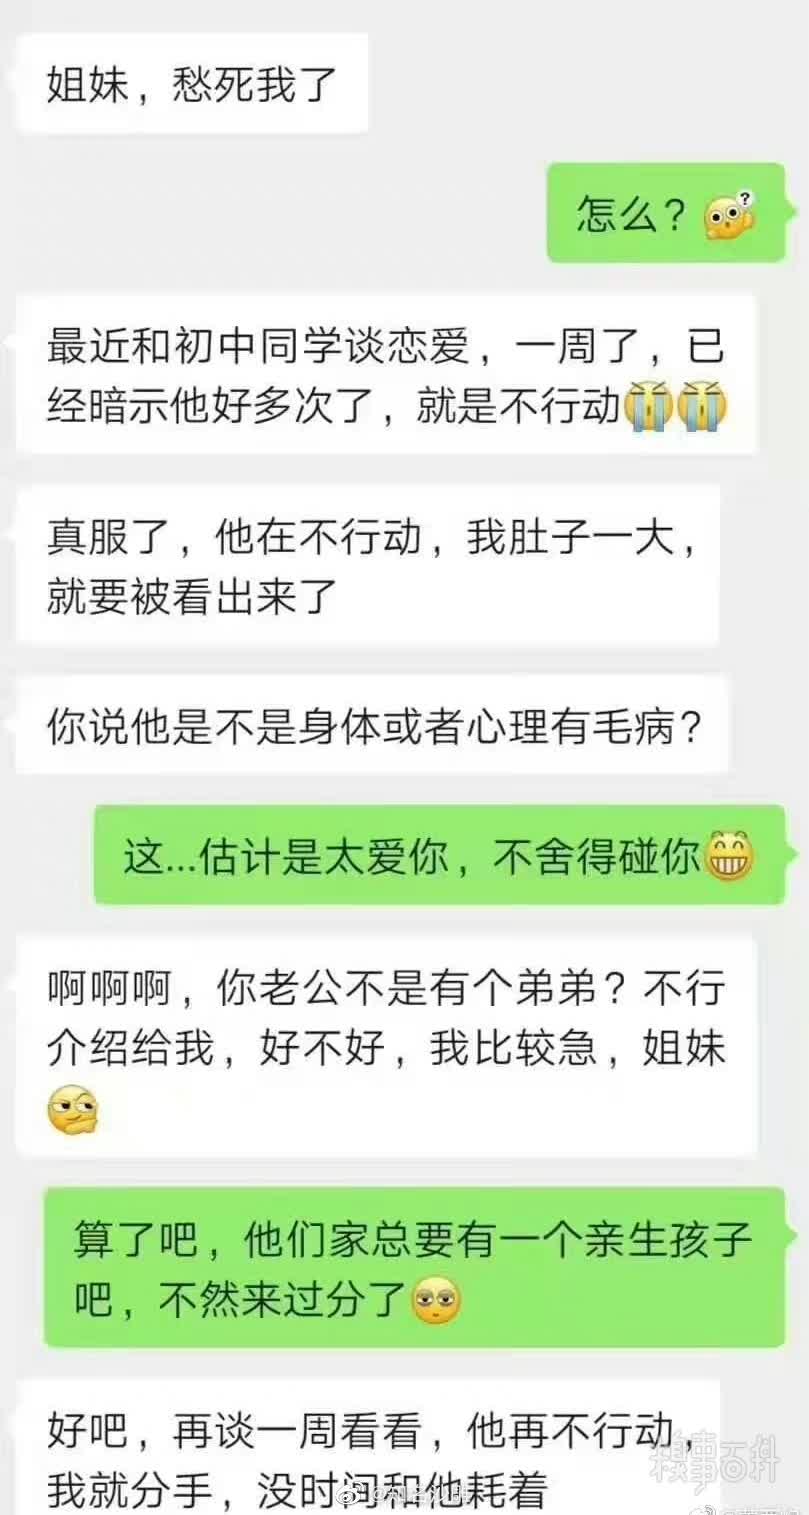 姐妹，愁死我了
怎么？
最近和初中同学谈恋爱，一周了，已
经暗示他好多次了，就是不行动
真服了，他在不行动，我肚子一大，
就要被看出来了
你说他是不是身体或者心理有毛病？
这...估计是太爱你，不舍得碰你
啊啊啊，你老公不是有个弟弟？不行
介绍给我，好不好，我比较急，姐妹
算了吧，他们家总要有一个亲生孩子
吧，不然来过分了
好吧，再谈一周看看，他再不行动，
我就分手，没时间和他耗着
糗事百科